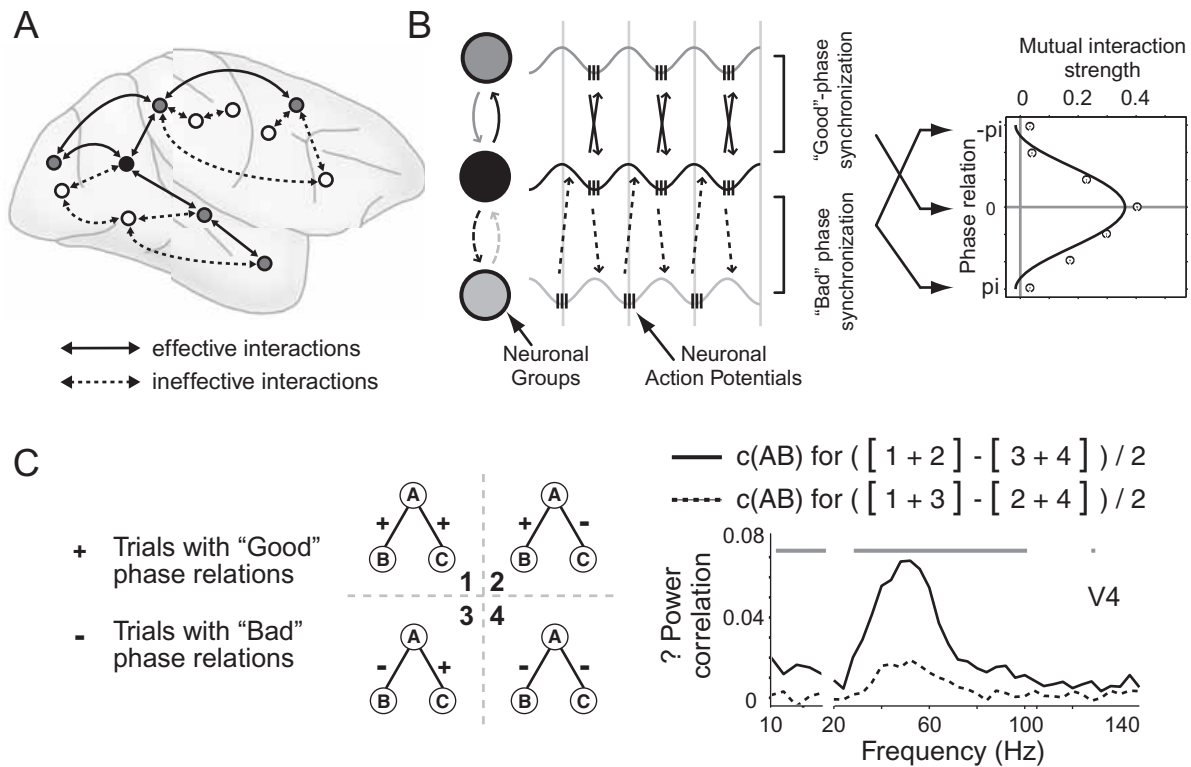 A
effective interactions
ineffective interactions
B
"Good"-phase
synchronization
"Bad" phase
synchronization
Neuronal
Groups
Neuronal
Action Potentials
Mutual interaction
strength
0 0.2 0.4
Phase relation
-pi
0
pi
C
+ Trials with "Good"
phase relations
- Trials with "Bad"
phase relations
A
+ +
B C
1
A
+ -
B C
2
A
- +
B C
3
A
- -
B C
4
c(AB) for ( [ 1 + 2 ] - [ 3 + 4 ] ) / 2
c(AB) for ( [ 1 + 3 ] - [ 2 + 4 ] ) / 2
? Power
correlation
0.08
0.04
0
V4
10 20 60 100 140
Frequency (Hz)